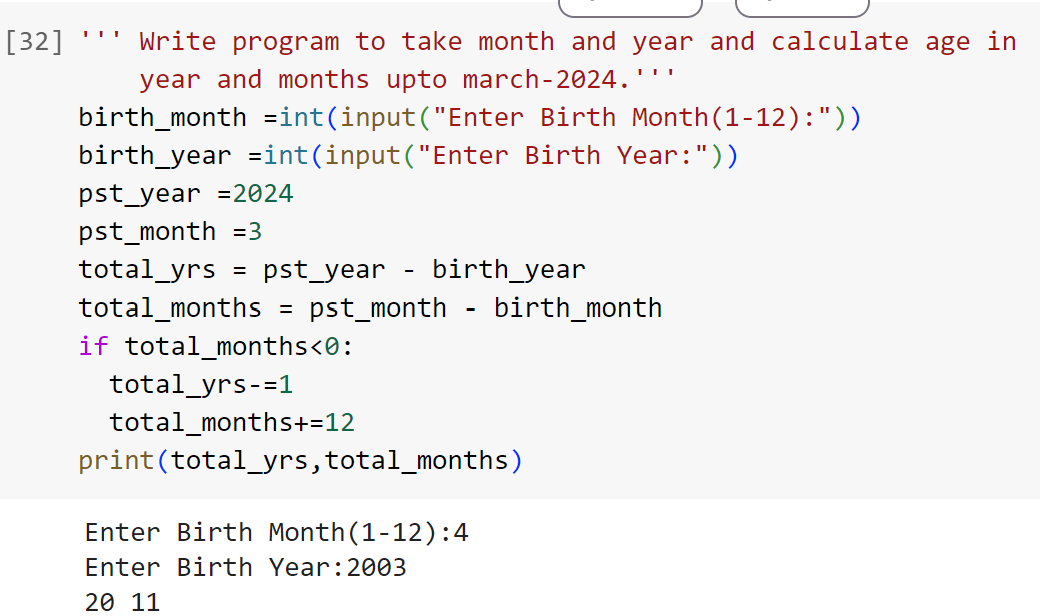 [32] ''' Write program to take month and year and calculate age in
year and months upto march-2024.'''
birth_month =int(input("Enter Birth Month(1-12):"))
birth_year =int(input("Enter Birth Year:"))
pst_year =2024
pst_month =3
total_yrs = pst_year - birth_year
total_months = pst_month - birth_month
if total_months<0:
  total_yrs-=1
  total_months+=12
print(total_yrs,total_months)
Enter Birth Month(1-12):4
Enter Birth Year:2003
20 11